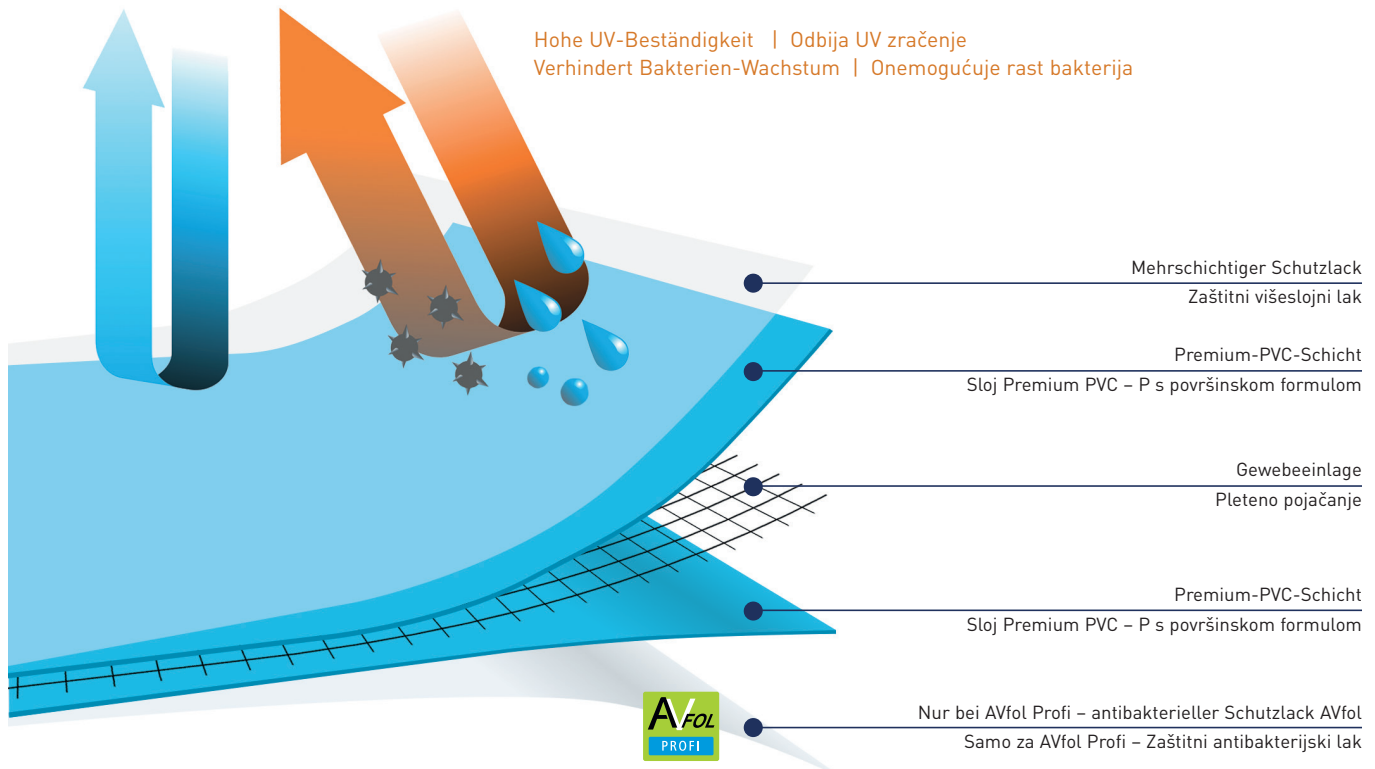 Hohe UV-Beständigkeit | Odbija UV zračenje
Verhindert Bakterien-Wachstum | Onemogućuje rast bakterija
Mehrschichtiger Schutzlack
Zaštitni višeslojni lak
Premium-PVC-Schicht
Sloj Premium PVC – P s površinskom formulom
Gewebeeinlage
Pleteno pojačanje
Premium-PVC-Schicht
Sloj Premium PVC – P s površinskom formulom
AVFOL
PROFI
Nur bei AVfol Profi – antibakterieller Schutzlack AVfol
Samo za AVfol Profi – Zaštitni antibakterijski lak